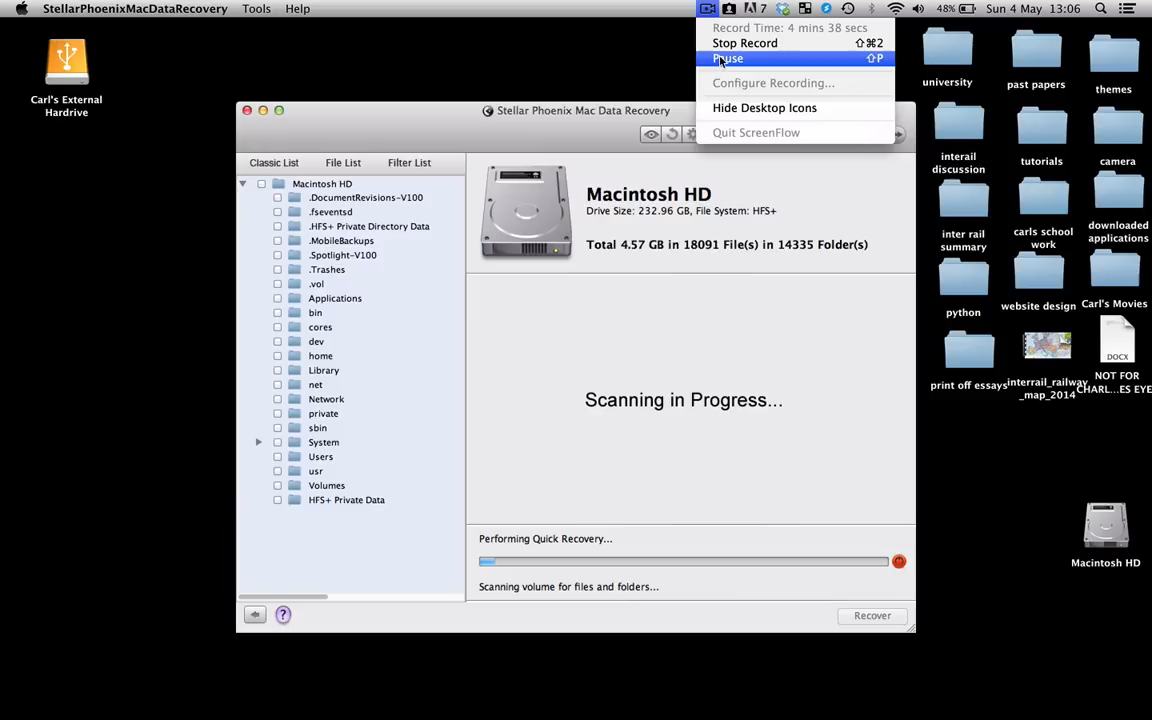 StellarPhoenixMacDataRecovery Tools Help
7 48% Sun 4 May 13:06
Record Time: 4 mins 38 secs
Stop Record ⇧⌘2
Pause ⇧P
Configure Recording...
Hide Desktop Icons
Quit ScreenFlow
Carl's External
Hardrive
Stellar Phoenix Mac Data Recovery
Classic List File List Filter List
Macintosh HD
.DocumentRevisions-V100
.fseventsd
.HFS+ Private Directory Data
.MobileBackups
.Spotlight-V100
.Trashes
.vol
Applications
bin
cores
dev
home
Library
net
Network
private
sbin
System
Users
usr
Volumes
HFS+ Private Data
Macintosh HD
Drive Size: 232.96 GB, File System: HFS+
Total 4.57 GB in 18091 File(s) in 14335 Folder(s)
Scanning in Progress...
Performing Quick Recovery...
Scanning volume for files and folders...
?
Recover
university
past papers
themes
interail
discussion
tutorials
camera
inter rail
summary
carls school
work
downloaded
applications
python
website design
Carl's Movies
print off essays
interrail_railway
_map_2014
DOCX
NOT FOR
CHARL...ES EYE
Macintosh HD